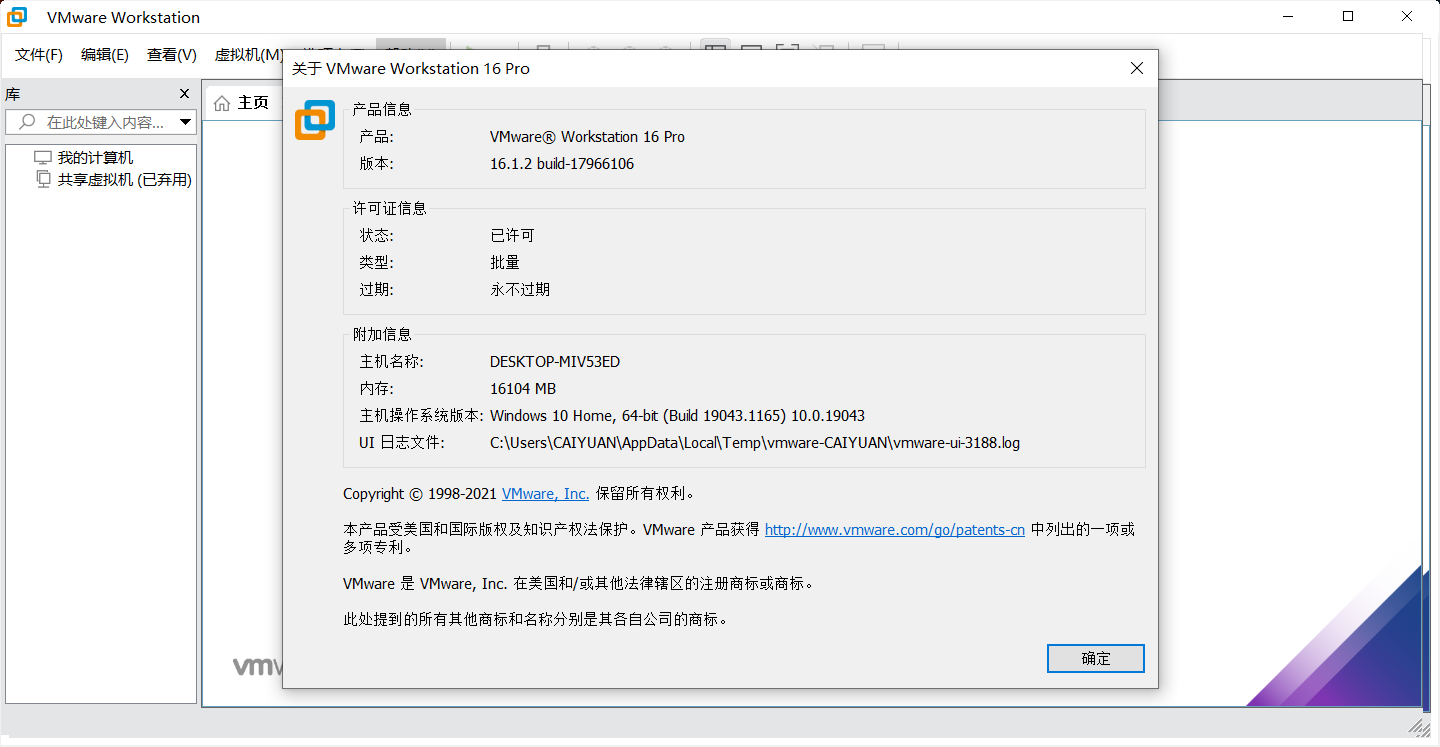 VMware Workstation
文件(F) 编辑(E) 查看(V) 虚拟机(M)
关于 VMware Workstation 16 Pro
库
主页
在此处键入内容...
我的计算机
共享虚拟机 (已弃用)
产品信息
产品: VMware® Workstation 16 Pro
版本: 16.1.2 build-17966106
许可证信息
状态: 已许可
类型: 批量
过期: 永不过期
附加信息
主机名称: DESKTOP-MIV53ED
内存: 16104 MB
主机操作系统版本: Windows 10 Home, 64-bit (Build 19043.1165) 10.0.19043
UI 日志文件: C:\Users\CAIYUAN\AppData\Local\Temp\vmware-CAIYUAN\vmware-ui-3188.log
Copyright © 1998-2021 VMware, Inc. 保留所有权利。
本产品受美国和国际版权及知识产权法保护。VMware 产品获得 http://www.vmware.com/go/patents-cn 中列出的一项或
多项专利。
VMware 是 VMware, Inc. 在美国和/或其他法律辖区的注册商标或商标。
此处提到的所有其他商标和名称分别是其各自公司的商标。
确定